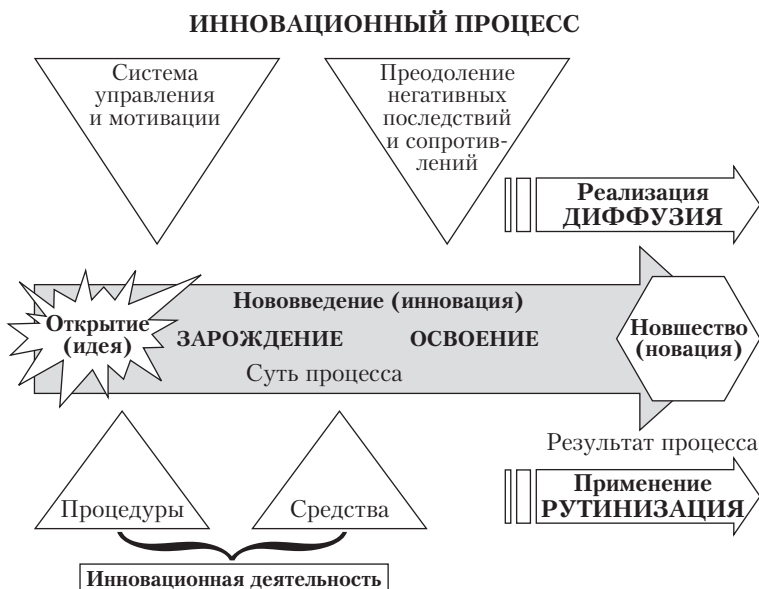 ИННОВАЦИОННЫЙ ПРОЦЕСС
Система
управления
и мотивации
Преодоление
негативных
последствий
и сопротив-
лений
Реализация
ДИФФУЗИЯ
Открытие
(идея)
Нововведение (инновация)
ЗАРОЖДЕНИЕ ОСВОЕНИЕ
Суть процесса
Новшество
(новация)
Результат процесса
Процедуры
Средства
Применение
РУТИНИЗАЦИЯ
Инновационная деятельность